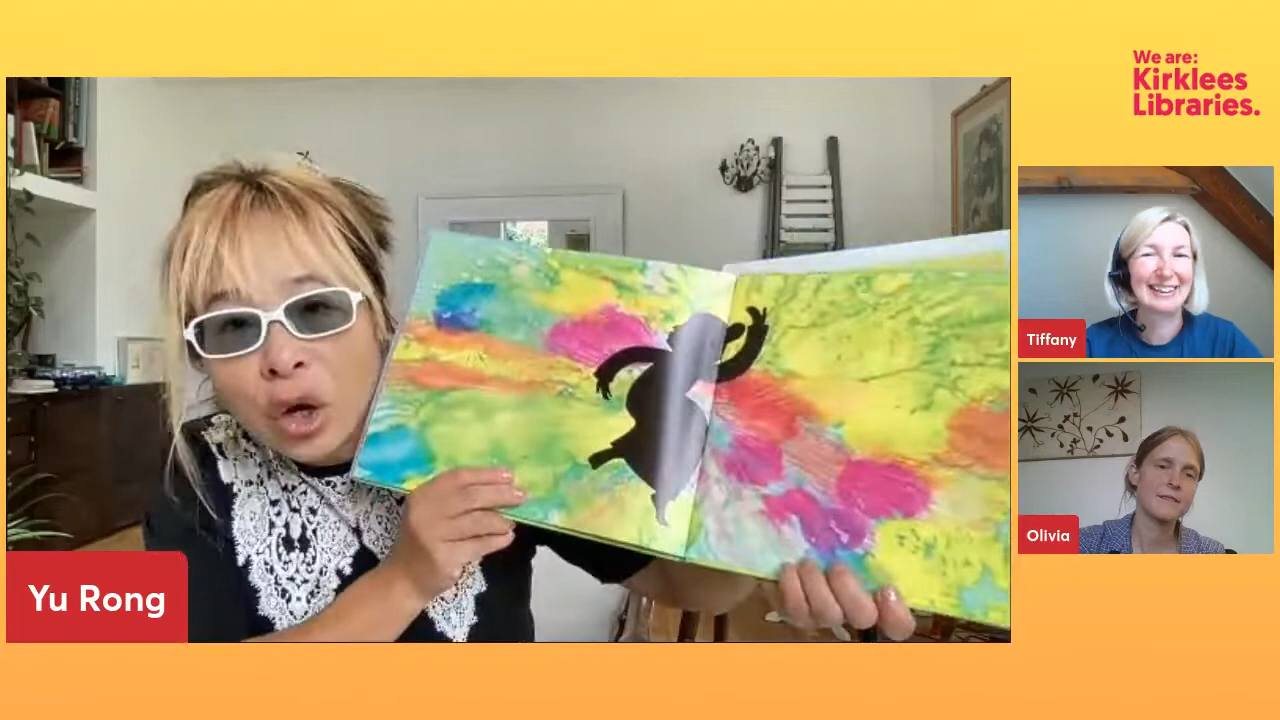 We are:
Kirklees
Libraries.
Tiffany
Olivia
Yu Rong